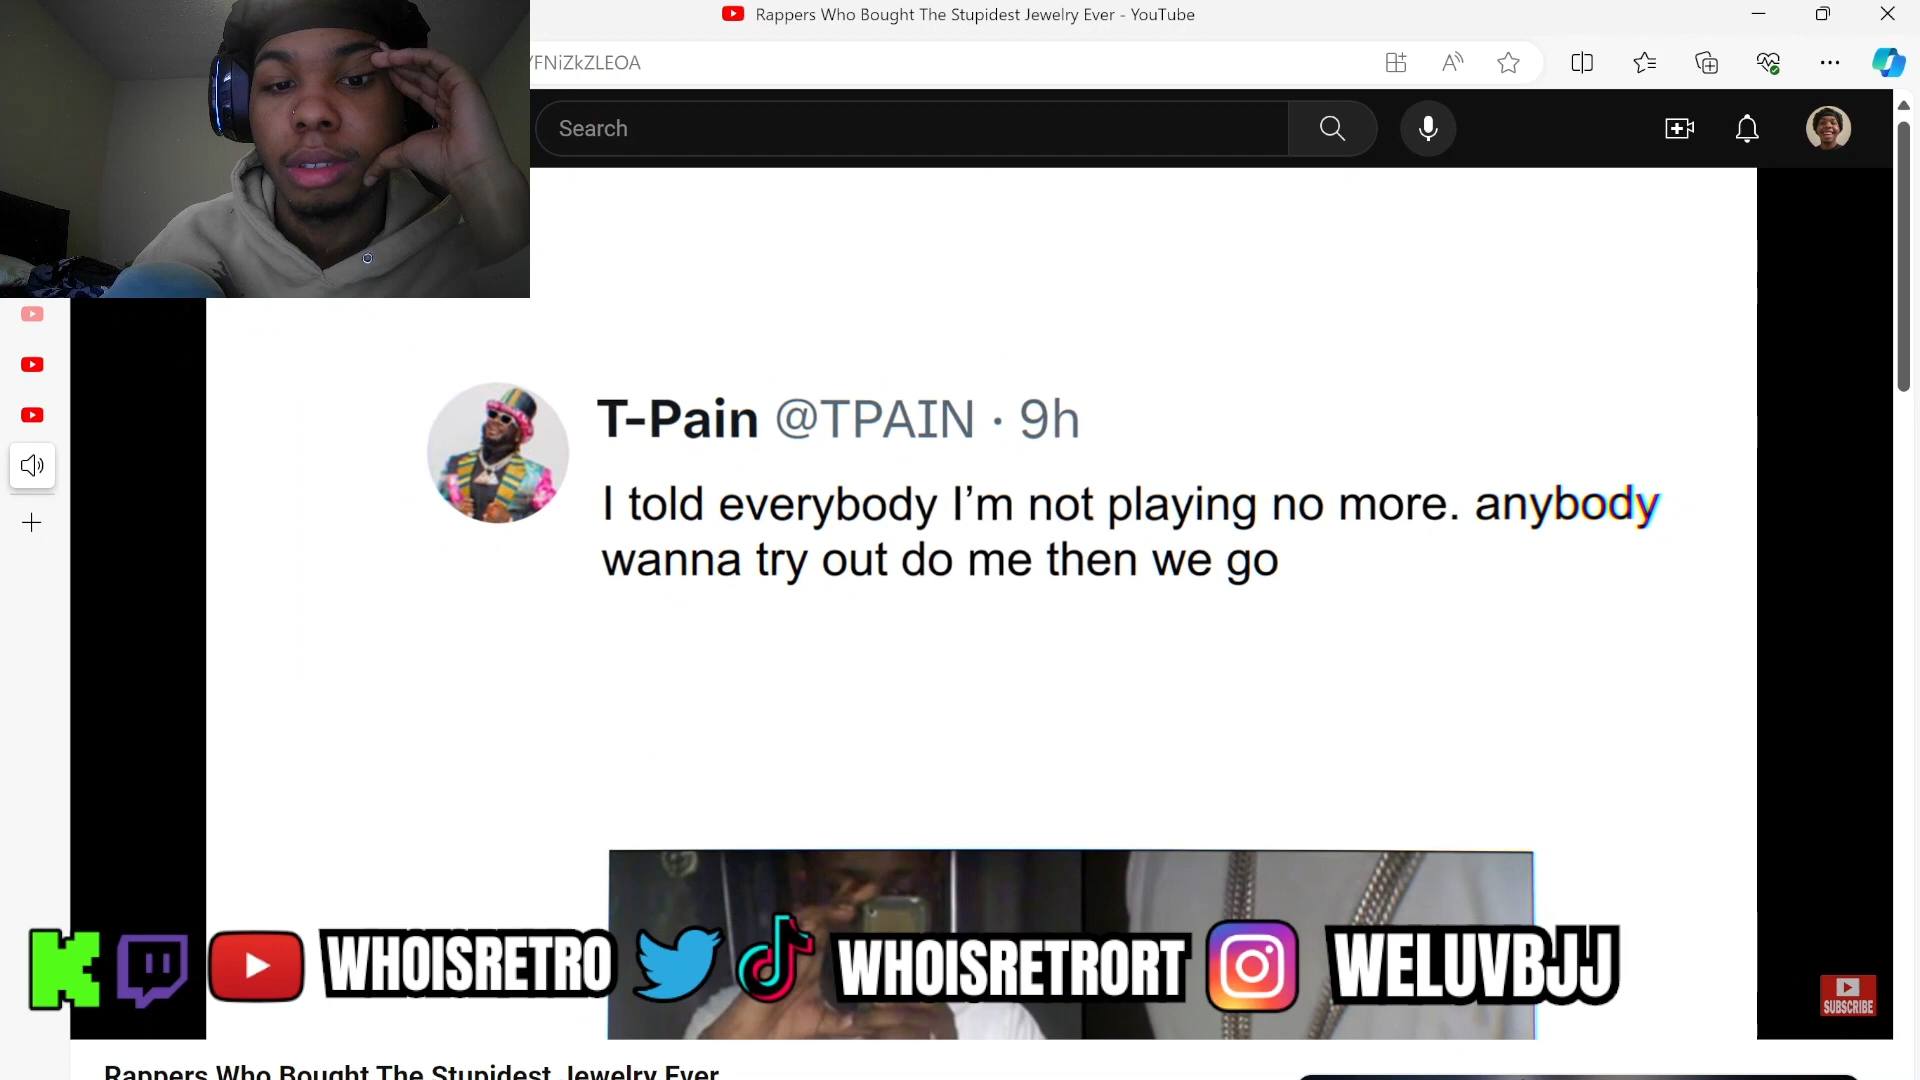 Rappers Who Bought The Stupidest Jewelry Ever - YouTube
/FNiZkZLEOA
Search
T-Pain @TPAIN · 9h
I told everybody I’m not playing no more. anybody
wanna try out do me then we go
WHOISRETRO
WHOISRETRORT
WELUVBJJ
SUBSCRIBE
Rappers Who Bought The Stupidest Jewelry Ever